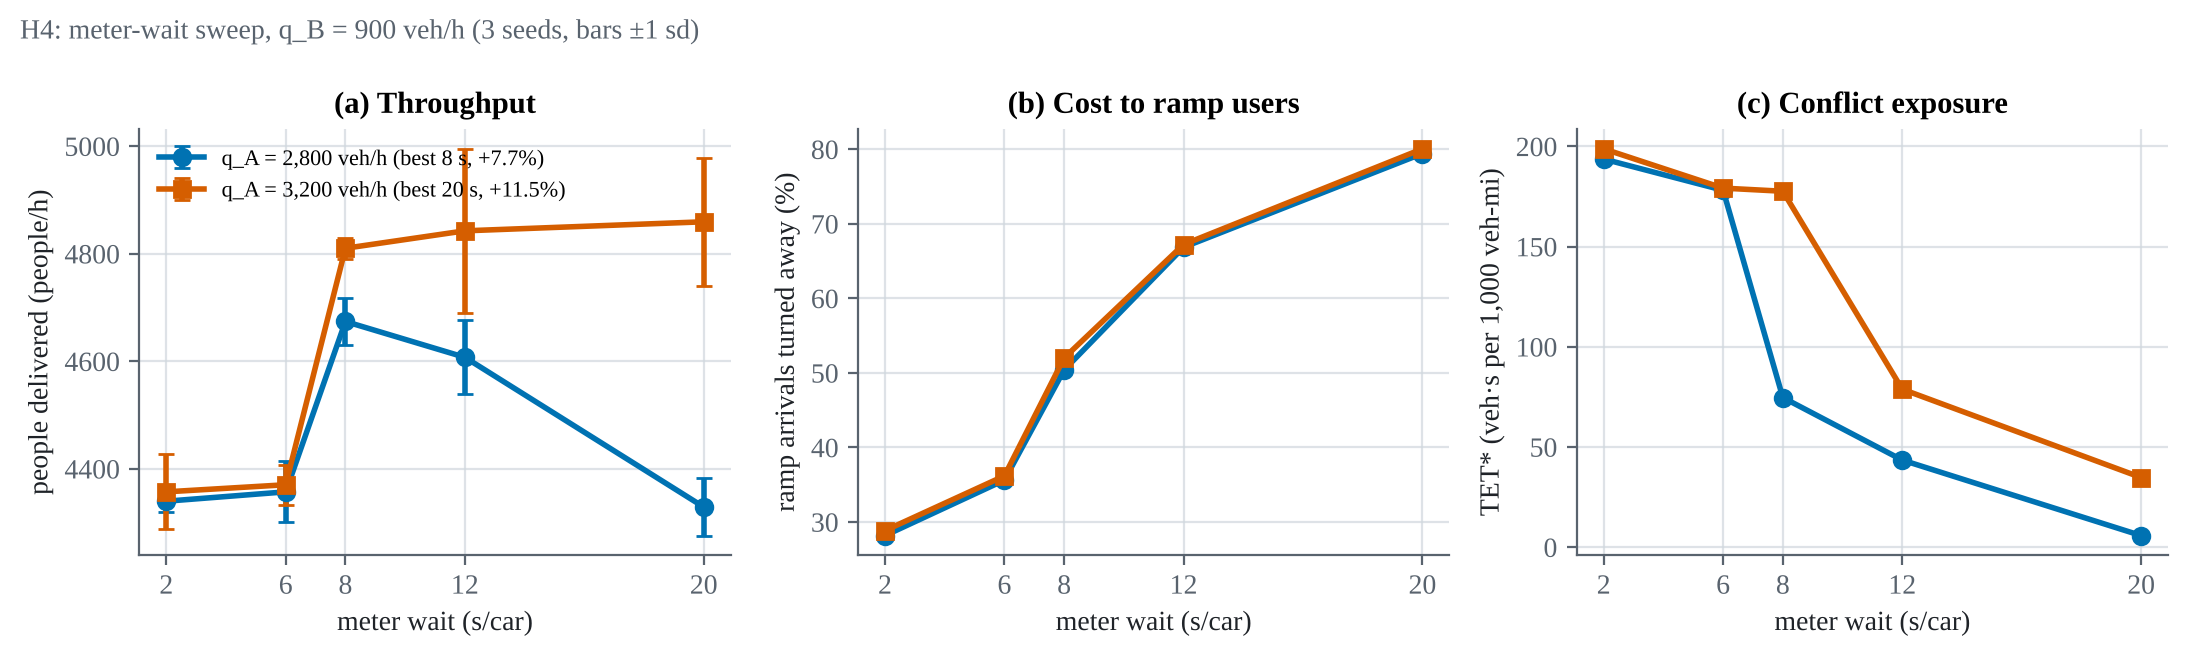 H4: meter-wait sweep, q_B = 900 veh/h (3 seeds, bars ±1 sd)
(a) Throughput
people delivered (people/h)
5000
4800
4600
4400
q_A = 2,800 veh/h (best 8 s, +7.7%)
q_A = 3,200 veh/h (best 20 s, +11.5%)
2 6 8 12 20
meter wait (s/car)
(b) Cost to ramp users
ramp arrivals turned away (%)
80
70
60
50
40
30
2 6 8 12 20
meter wait (s/car)
(c) Conflict exposure
TET* (veh·s per 1,000 veh-mi)
200
150
100
50
0
2 6 8 12 20
meter wait (s/car)